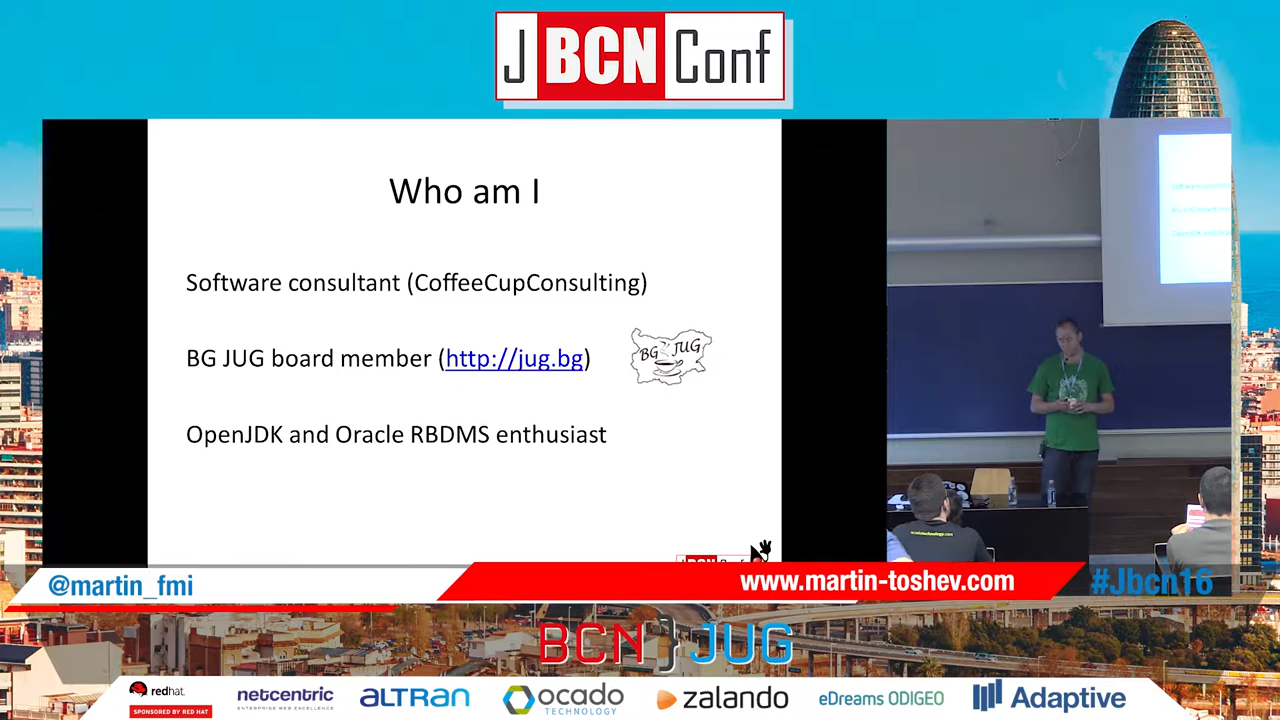 J BCN Conf
Who am I
Software consultant (CoffeeCupConsulting)
BG JUG board member (http://jug.bg)
BG JUG
OpenJDK and Oracle RBDMS enthusiast
@martin_fmi
www.martin-toshev.com
#Jbcn16
BCN JUG
redhat.
SPONSORED BY RED HAT
netcentric
ENTERPRISE WEB EXCELLENCE
ALTRAN
ocado
TECHNOLOGY
zalando
eDreams ODIGEO
Adaptive